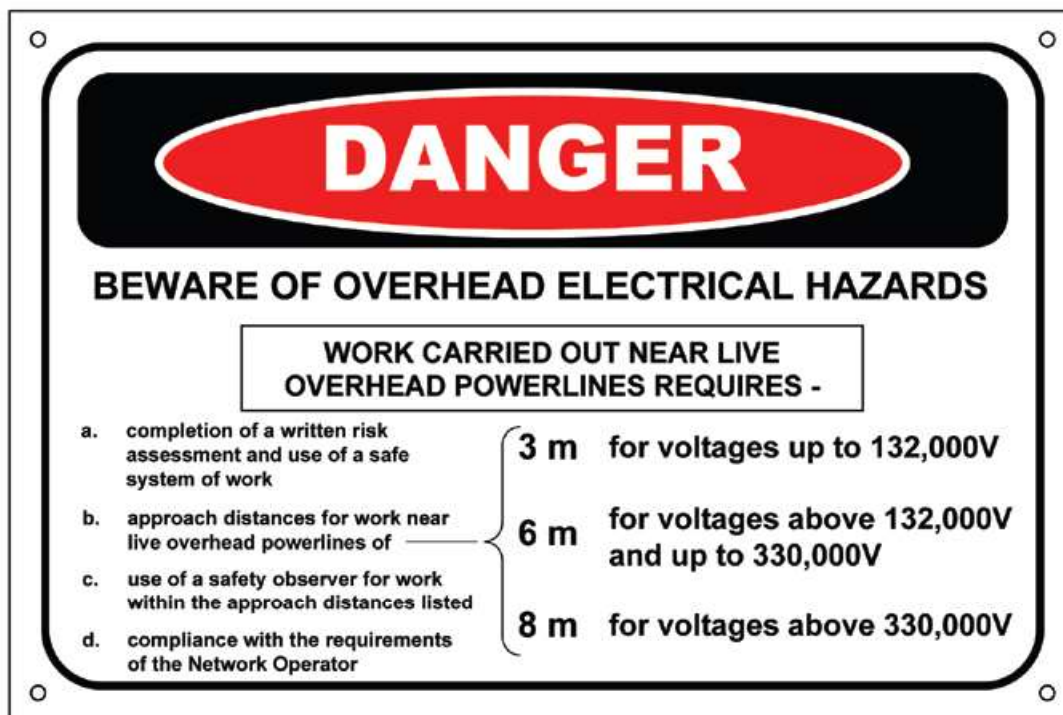 DANGER
BEWARE OF OVERHEAD ELECTRICAL HAZARDS
WORK CARRIED OUT NEAR LIVE
OVERHEAD POWERLINES REQUIRES -
a. completion of a written risk
assessment and use of a safe
system of work
b. approach distances for work near
live overhead powerlines of
3 m for voltages up to 132,000V
6 m for voltages above 132,000V
and up to 330,000V
8 m for voltages above 330,000V
c. use of a safety observer for work
within the approach distances listed
d. compliance with the requirements
of the Network Operator